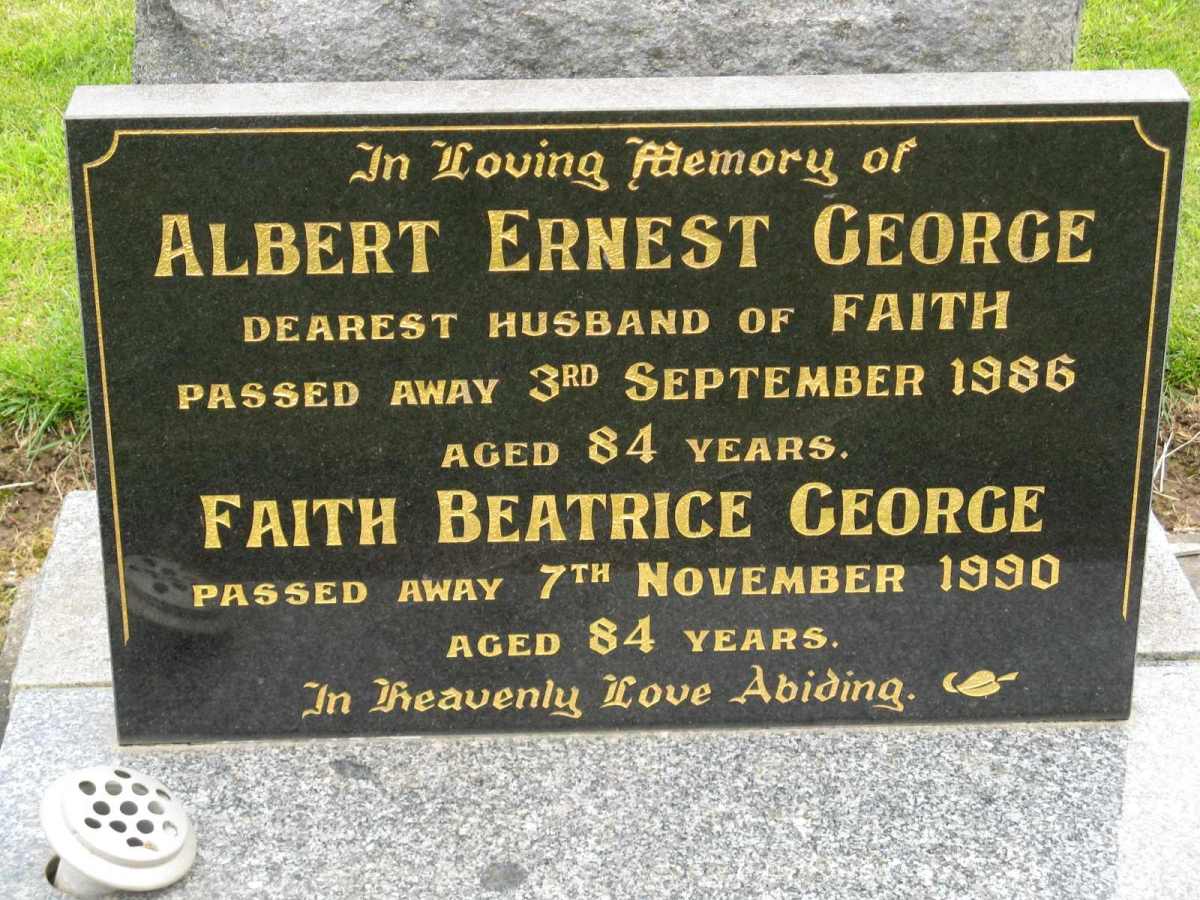 In Loving Memory of
ALBERT ERNEST GEORGE
DEAREST HUSBAND OF FAITH
PASSED AWAY 3RD SEPTEMBER 1986
AGED 84 YEARS.
FAITH BEATRICE GEORGE
PASSED AWAY 7TH NOVEMBER 1990
AGED 84 YEARS.
In Heavenly Love Abiding.